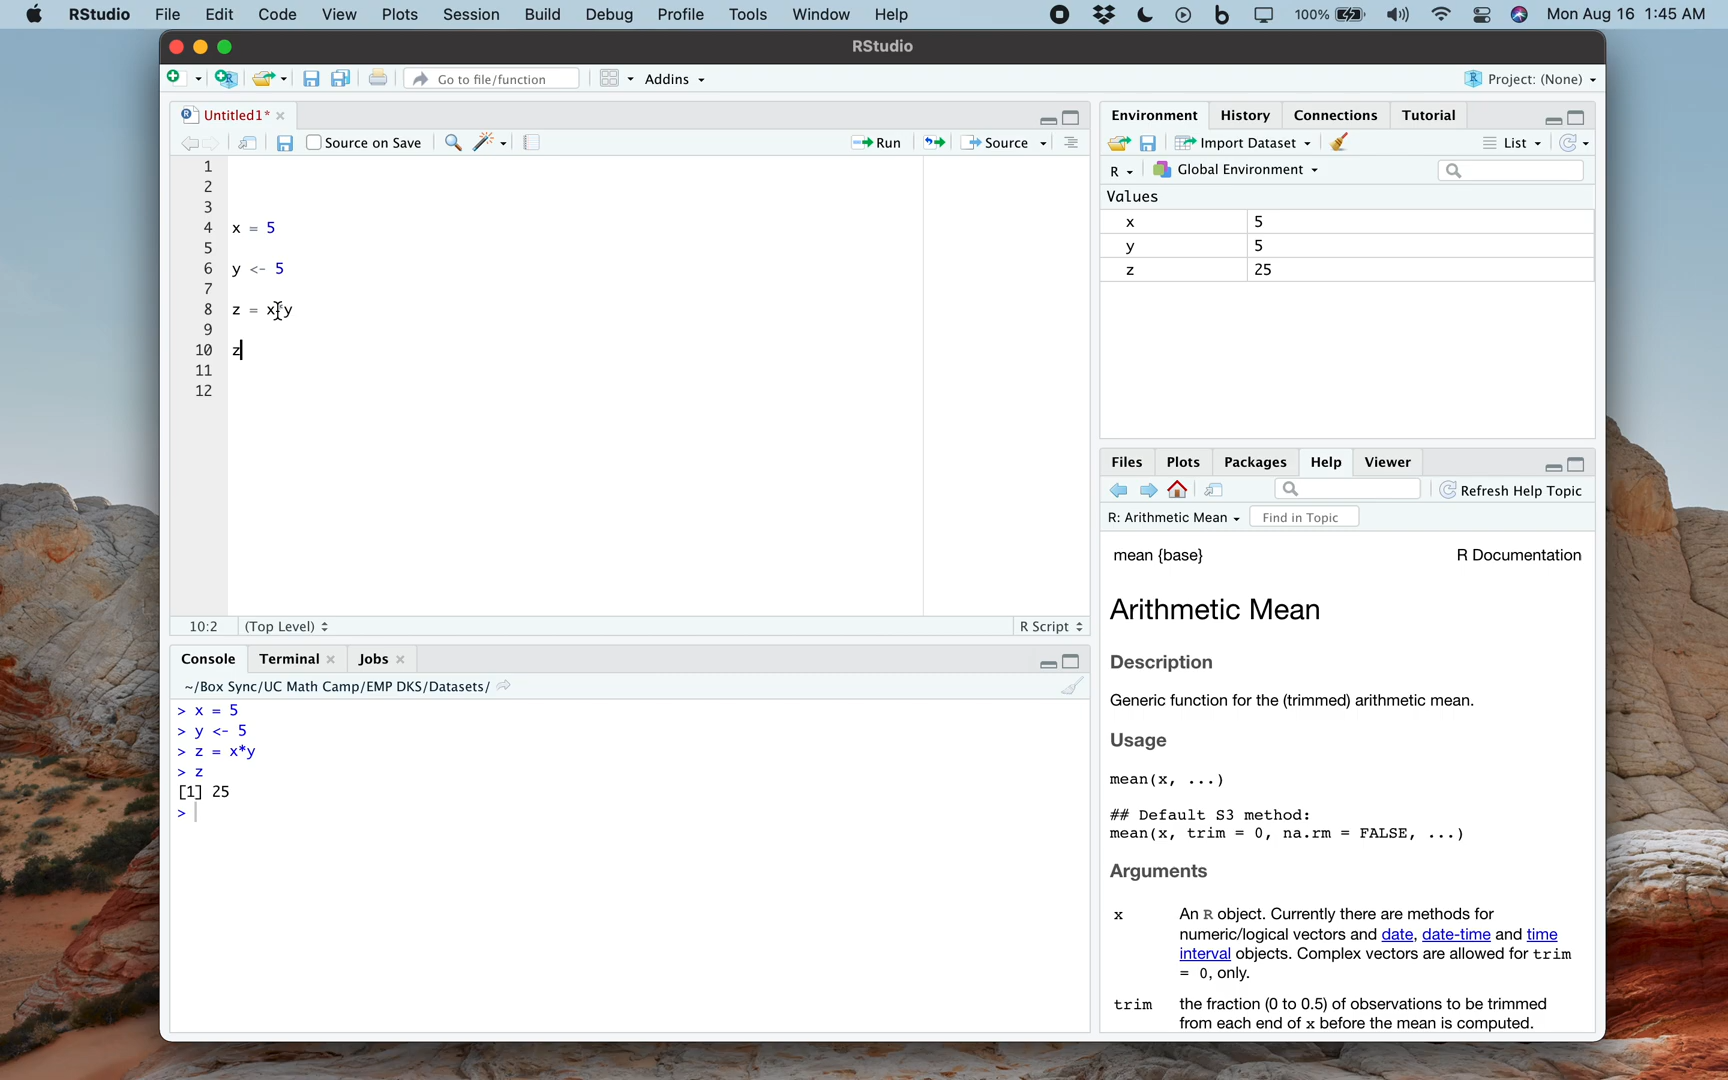 RStudio File Edit Code View Plots Session Build Debug Profile Tools Window Help 100% Mon Aug 16 1:45 AM
RStudio
Go to file/function Addins Project: (None)
Untitled1*
Source on Save Run Source
1
2
3
4 x = 5
5
6 y <- 5
7
8 z = x*y
9
10 z
11
12
10:2 (Top Level) R Script
Console Terminal Jobs
~/Box Sync/UC Math Camp/EMP DKS/Datasets/
> x = 5
> y <- 5
> z = x*y
> z
[1] 25
>
Environment History Connections Tutorial
Import Dataset List
R Global Environment
Values
x 5
y 5
z 25
Files Plots Packages Help Viewer
Refresh Help Topic
R: Arithmetic Mean Find in Topic
mean {base} R Documentation
Arithmetic Mean
Description
Generic function for the (trimmed) arithmetic mean.
Usage
mean(x, ...)
## Default S3 method:
mean(x, trim = 0, na.rm = FALSE, ...)
Arguments
x An R object. Currently there are methods for
numeric/logical vectors and date, date-time and time
interval objects. Complex vectors are allowed for trim
= 0, only.
trim the fraction (0 to 0.5) of observations to be trimmed
from each end of x before the mean is computed.